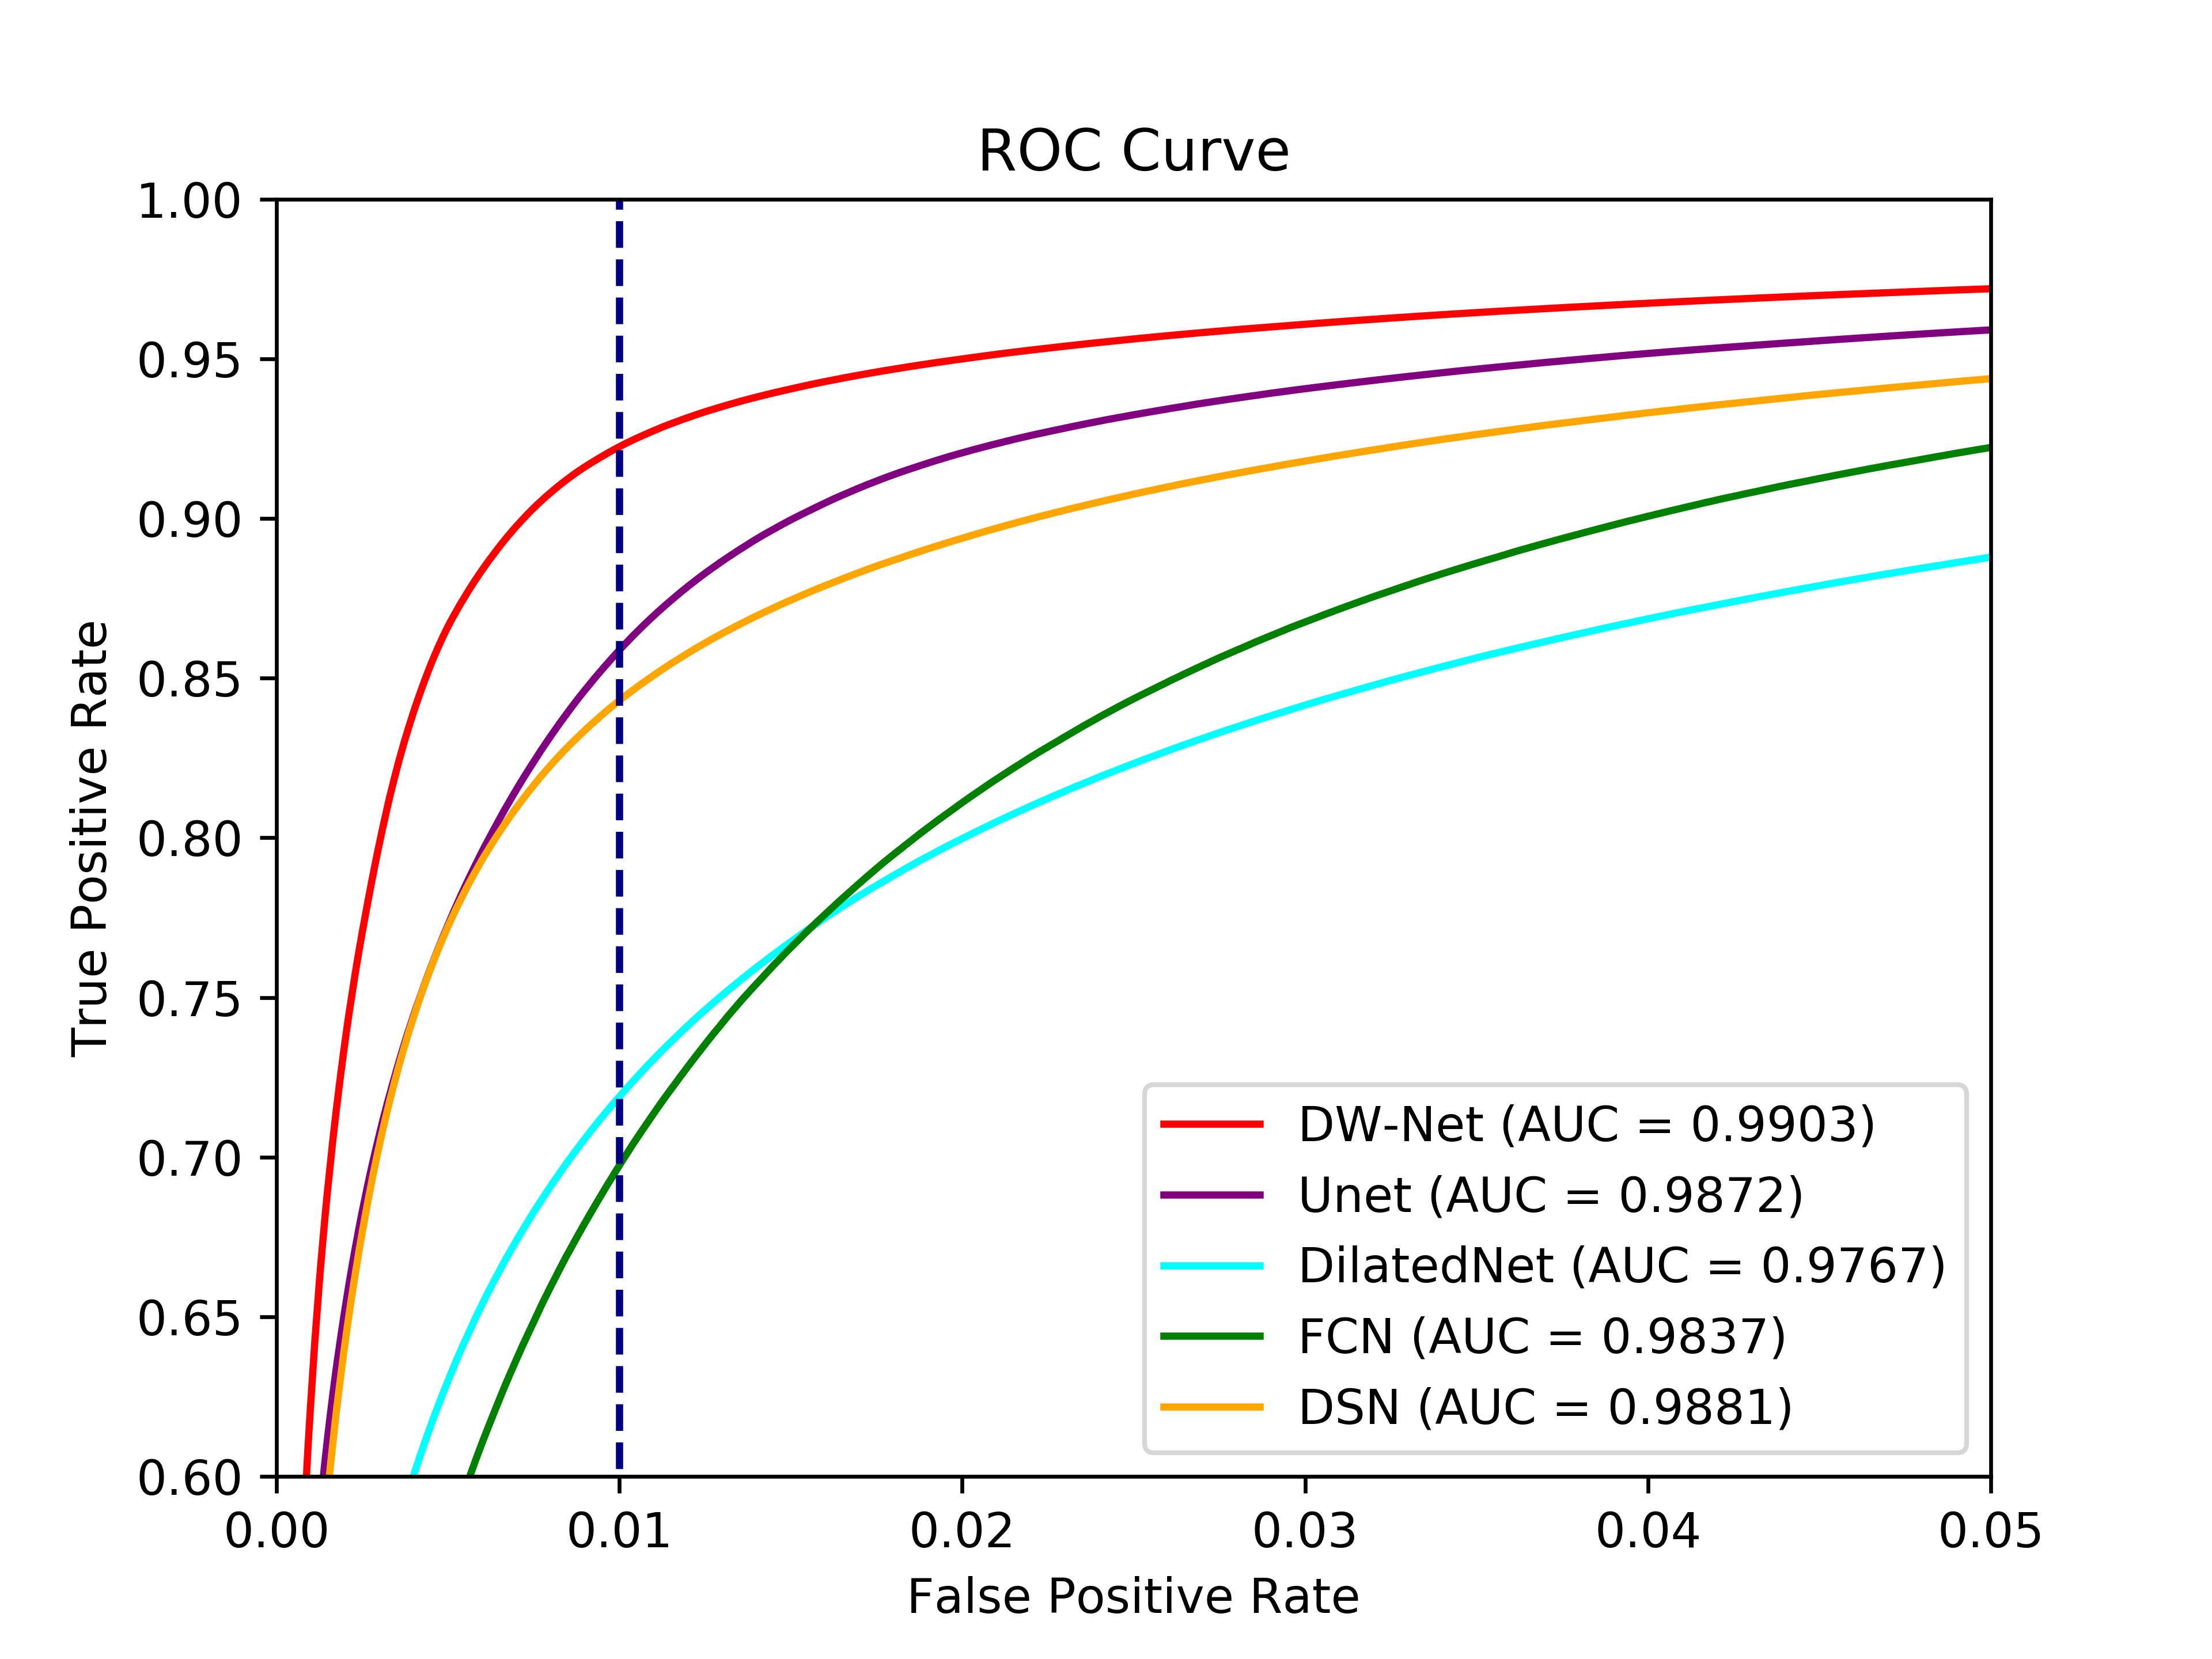 ROC Curve
1.00
0.95
0.90
0.85
0.80
0.75
0.70
0.65
0.60
True Positive Rate
0.00 0.01 0.02 0.03 0.04 0.05
False Positive Rate
DW-Net (AUC = 0.9903)
Unet (AUC = 0.9872)
DilatedNet (AUC = 0.9767)
FCN (AUC = 0.9837)
DSN (AUC = 0.9881)